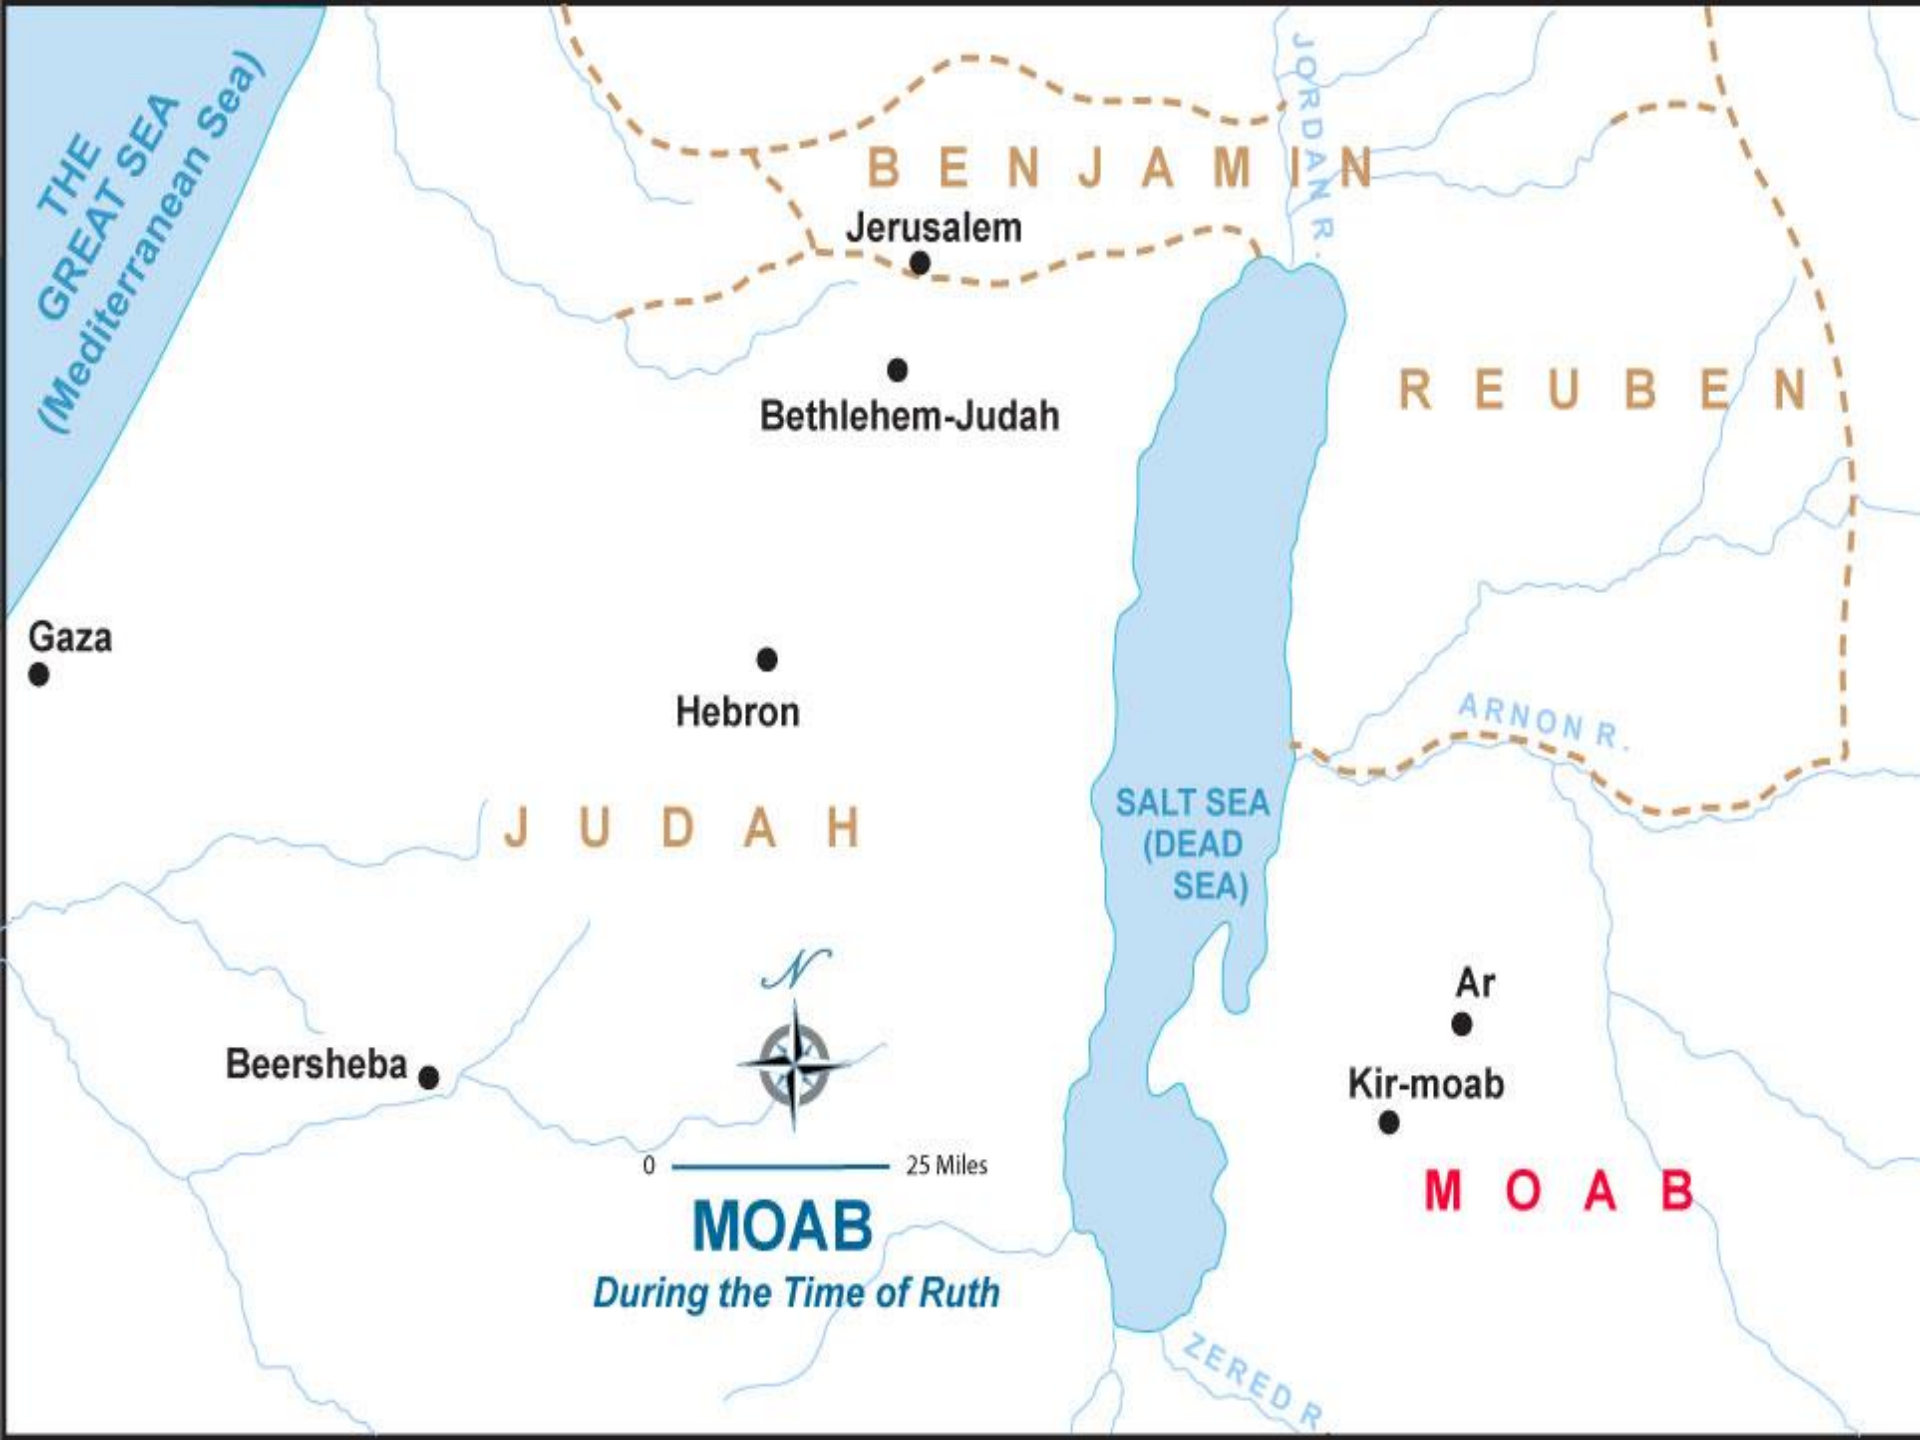 THE
GREAT SEA
(Mediterranean Sea)
JORDAN R.
BENJAMIN
Jerusalem
Bethlehem-Judah
REUBEN
Gaza
Hebron
ARNON R.
JUDAH
SALT SEA
(DEAD
SEA)
N
Ar
Beersheba
Kir-moab
0 25 Miles
MOAB
MOAB
During the Time of Ruth
ZERED R.